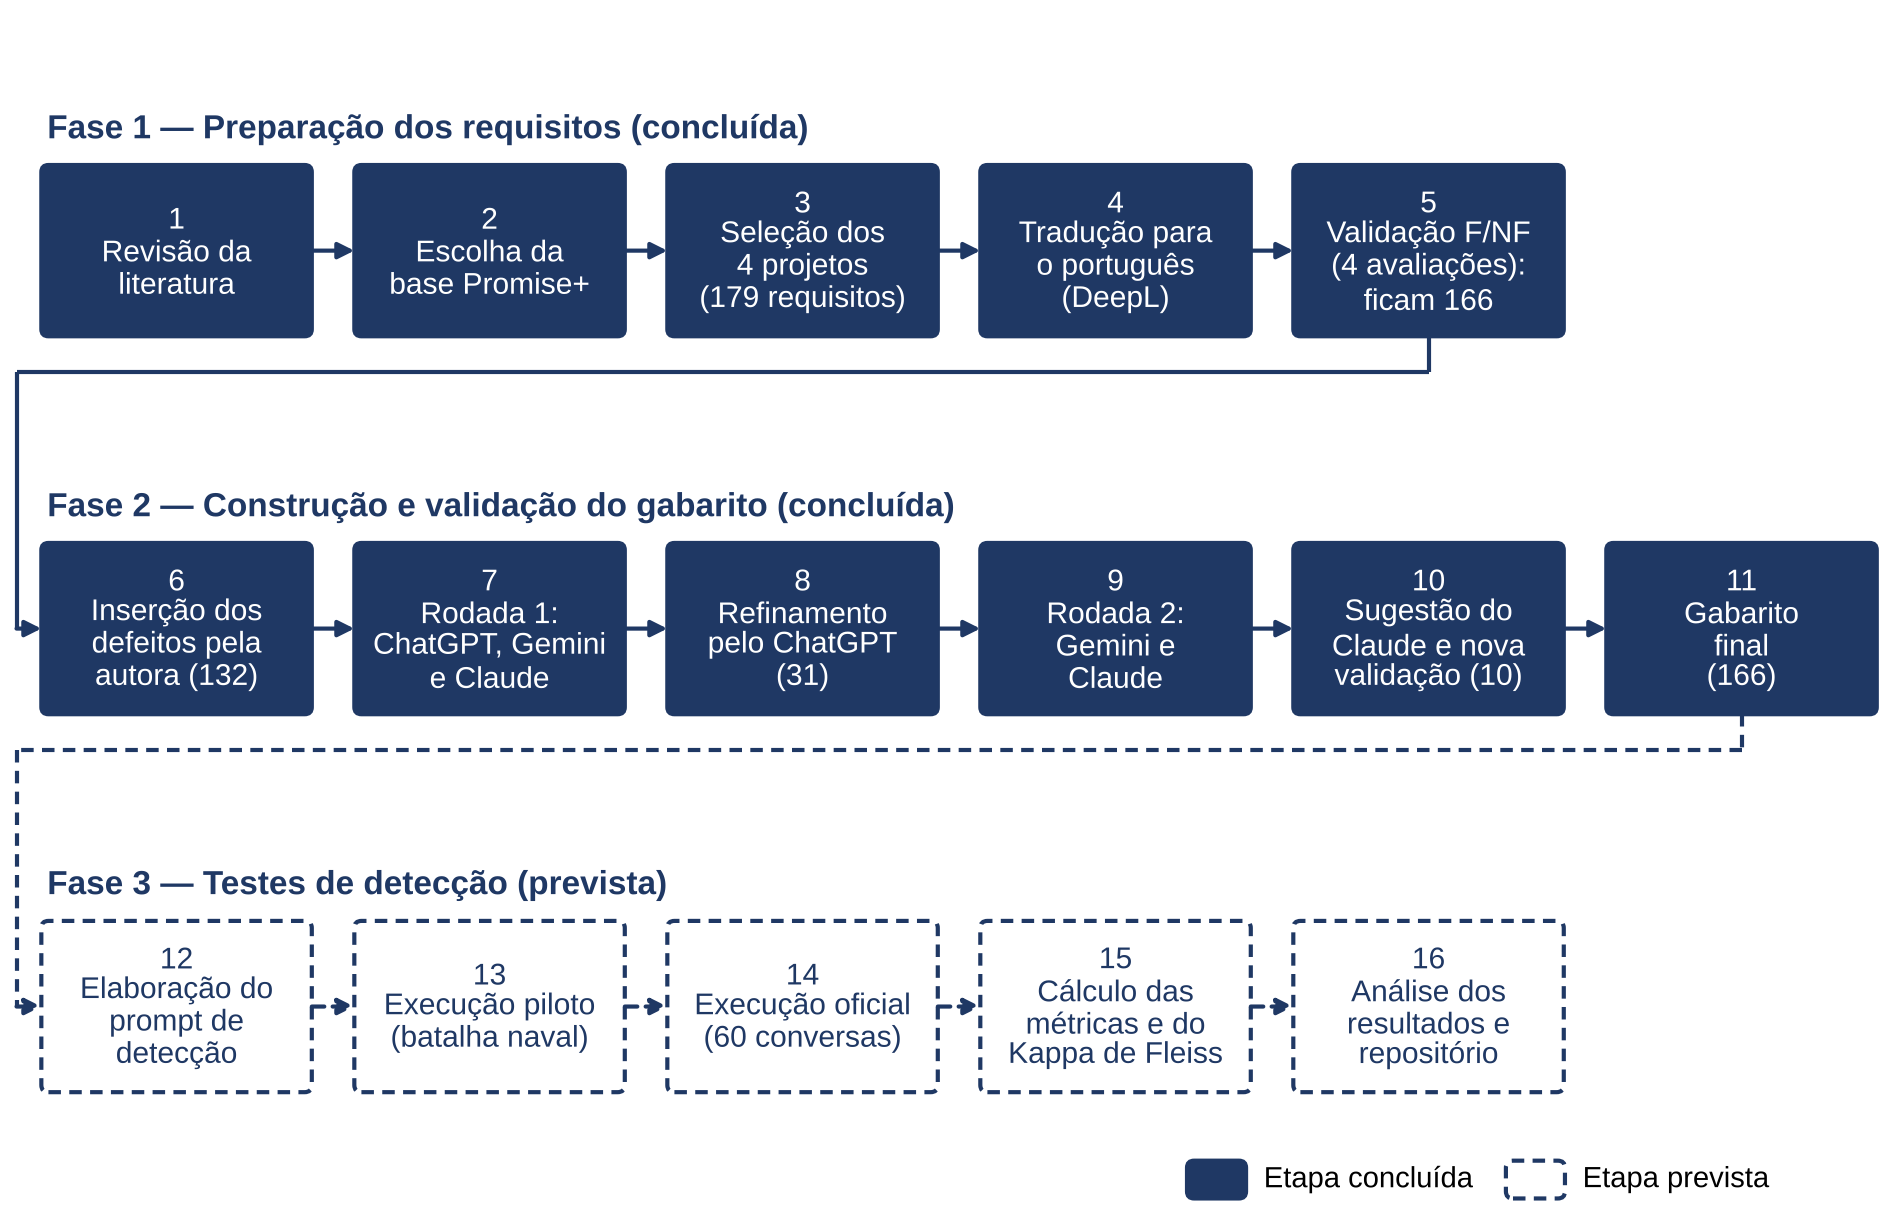 Fase 1 — Preparação dos requisitos (concluída)
1
Revisão da
literatura
2
Escolha da
base Promise+
3
Seleção dos
4 projetos
(179 requisitos)
4
Tradução para
o português
(DeepL)
5
Validação F/NF
(4 avaliações):
ficam 166
Fase 2 — Construção e validação do gabarito (concluída)
6
Inserção dos
defeitos pela
autora (132)
7
Rodada 1:
ChatGPT, Gemini
e Claude
8
Refinamento
pelo ChatGPT
(31)
9
Rodada 2:
Gemini e
Claude
10
Sugestão do
Claude e nova
validação (10)
11
Gabarito
final
(166)
Fase 3 — Testes de detecção (prevista)
12
Elaboração do
prompt de
detecção
13
Execução piloto
(batalha naval)
14
Execução oficial
(60 conversas)
15
Cálculo das
métricas e do
Kappa de Fleiss
16
Análise dos
resultados e
repositório
Etapa concluída
Etapa prevista